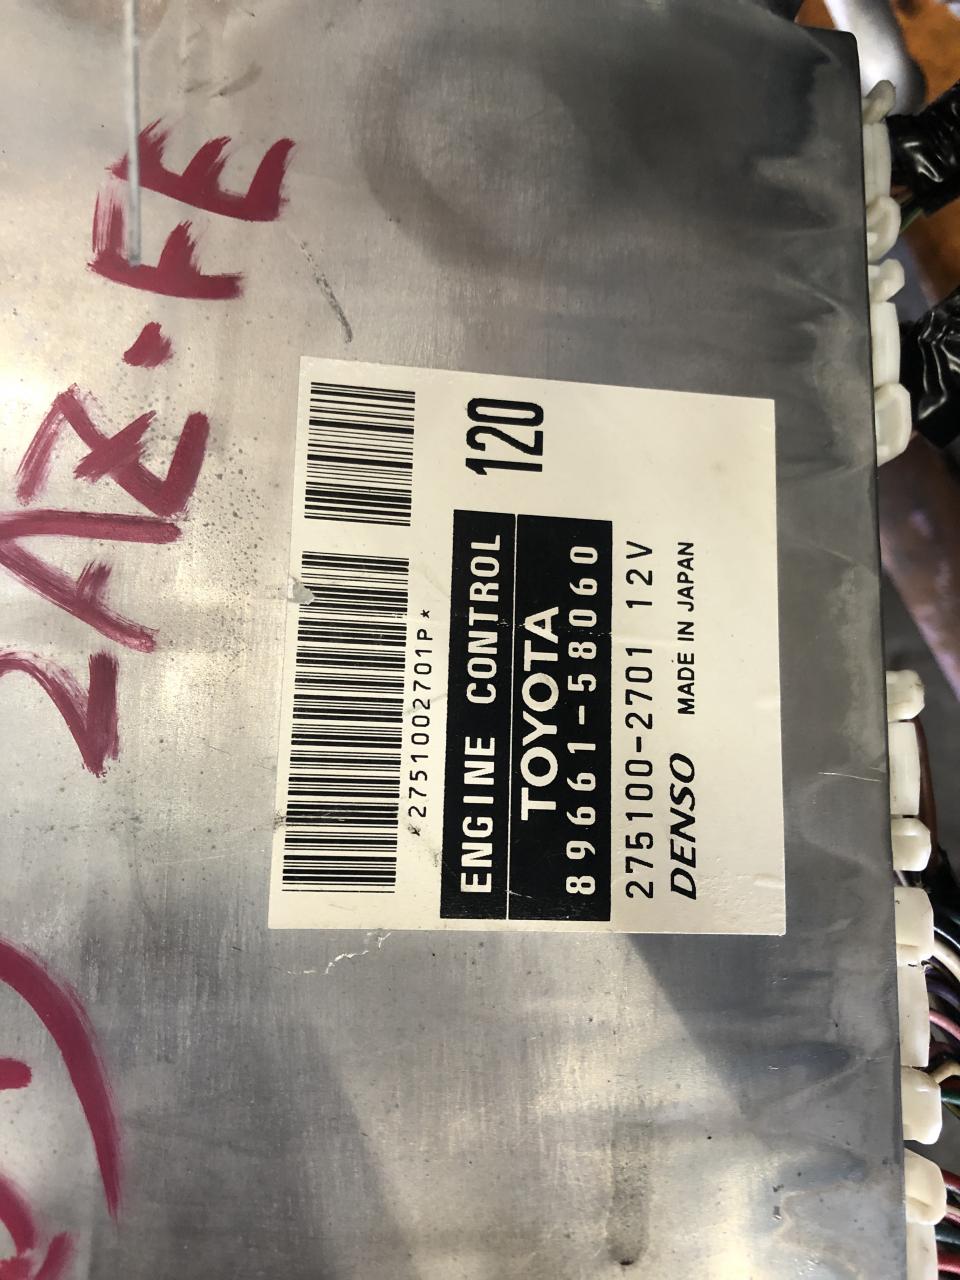 2AZ.FE
120
*2751002701P*
ENGINE CONTROL
TOYOTA
89661-58060
275100-2701 12V
DENSO MADE IN JAPAN